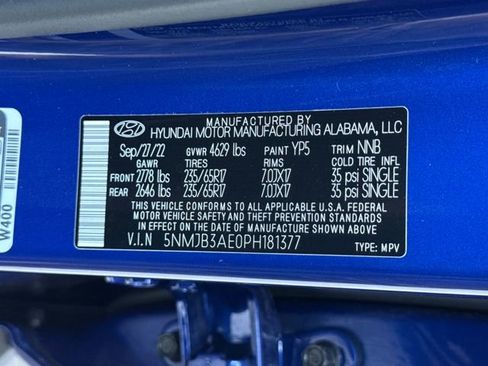 MANUFACTURED BY
HYUNDAI MOTOR MANUFACTURING ALABAMA, LLC
Sep/27/22 GVWR 4629 lbs PAINT YP5 TRIM NNB
GAWR TIRES RIMS COLD TIRE INFL
FRONT 2778 lbs 235/65R17 7.0JX17 35 psi SINGLE
REAR 2646 lbs 235/65R17 7.0JX17 35 psi SINGLE
THIS VEHICLE CONFORMS TO ALL APPLICABLE U.S.A. FEDERAL
MOTOR VEHICLE SAFETY AND THEFT PREVENTION STANDARDS
IN EFFECT ON THE DATE OF MANUFACTURE SHOWN ABOVE
V.I.N 5NMJB3AE0PH181377 TYPE: MPV
W400